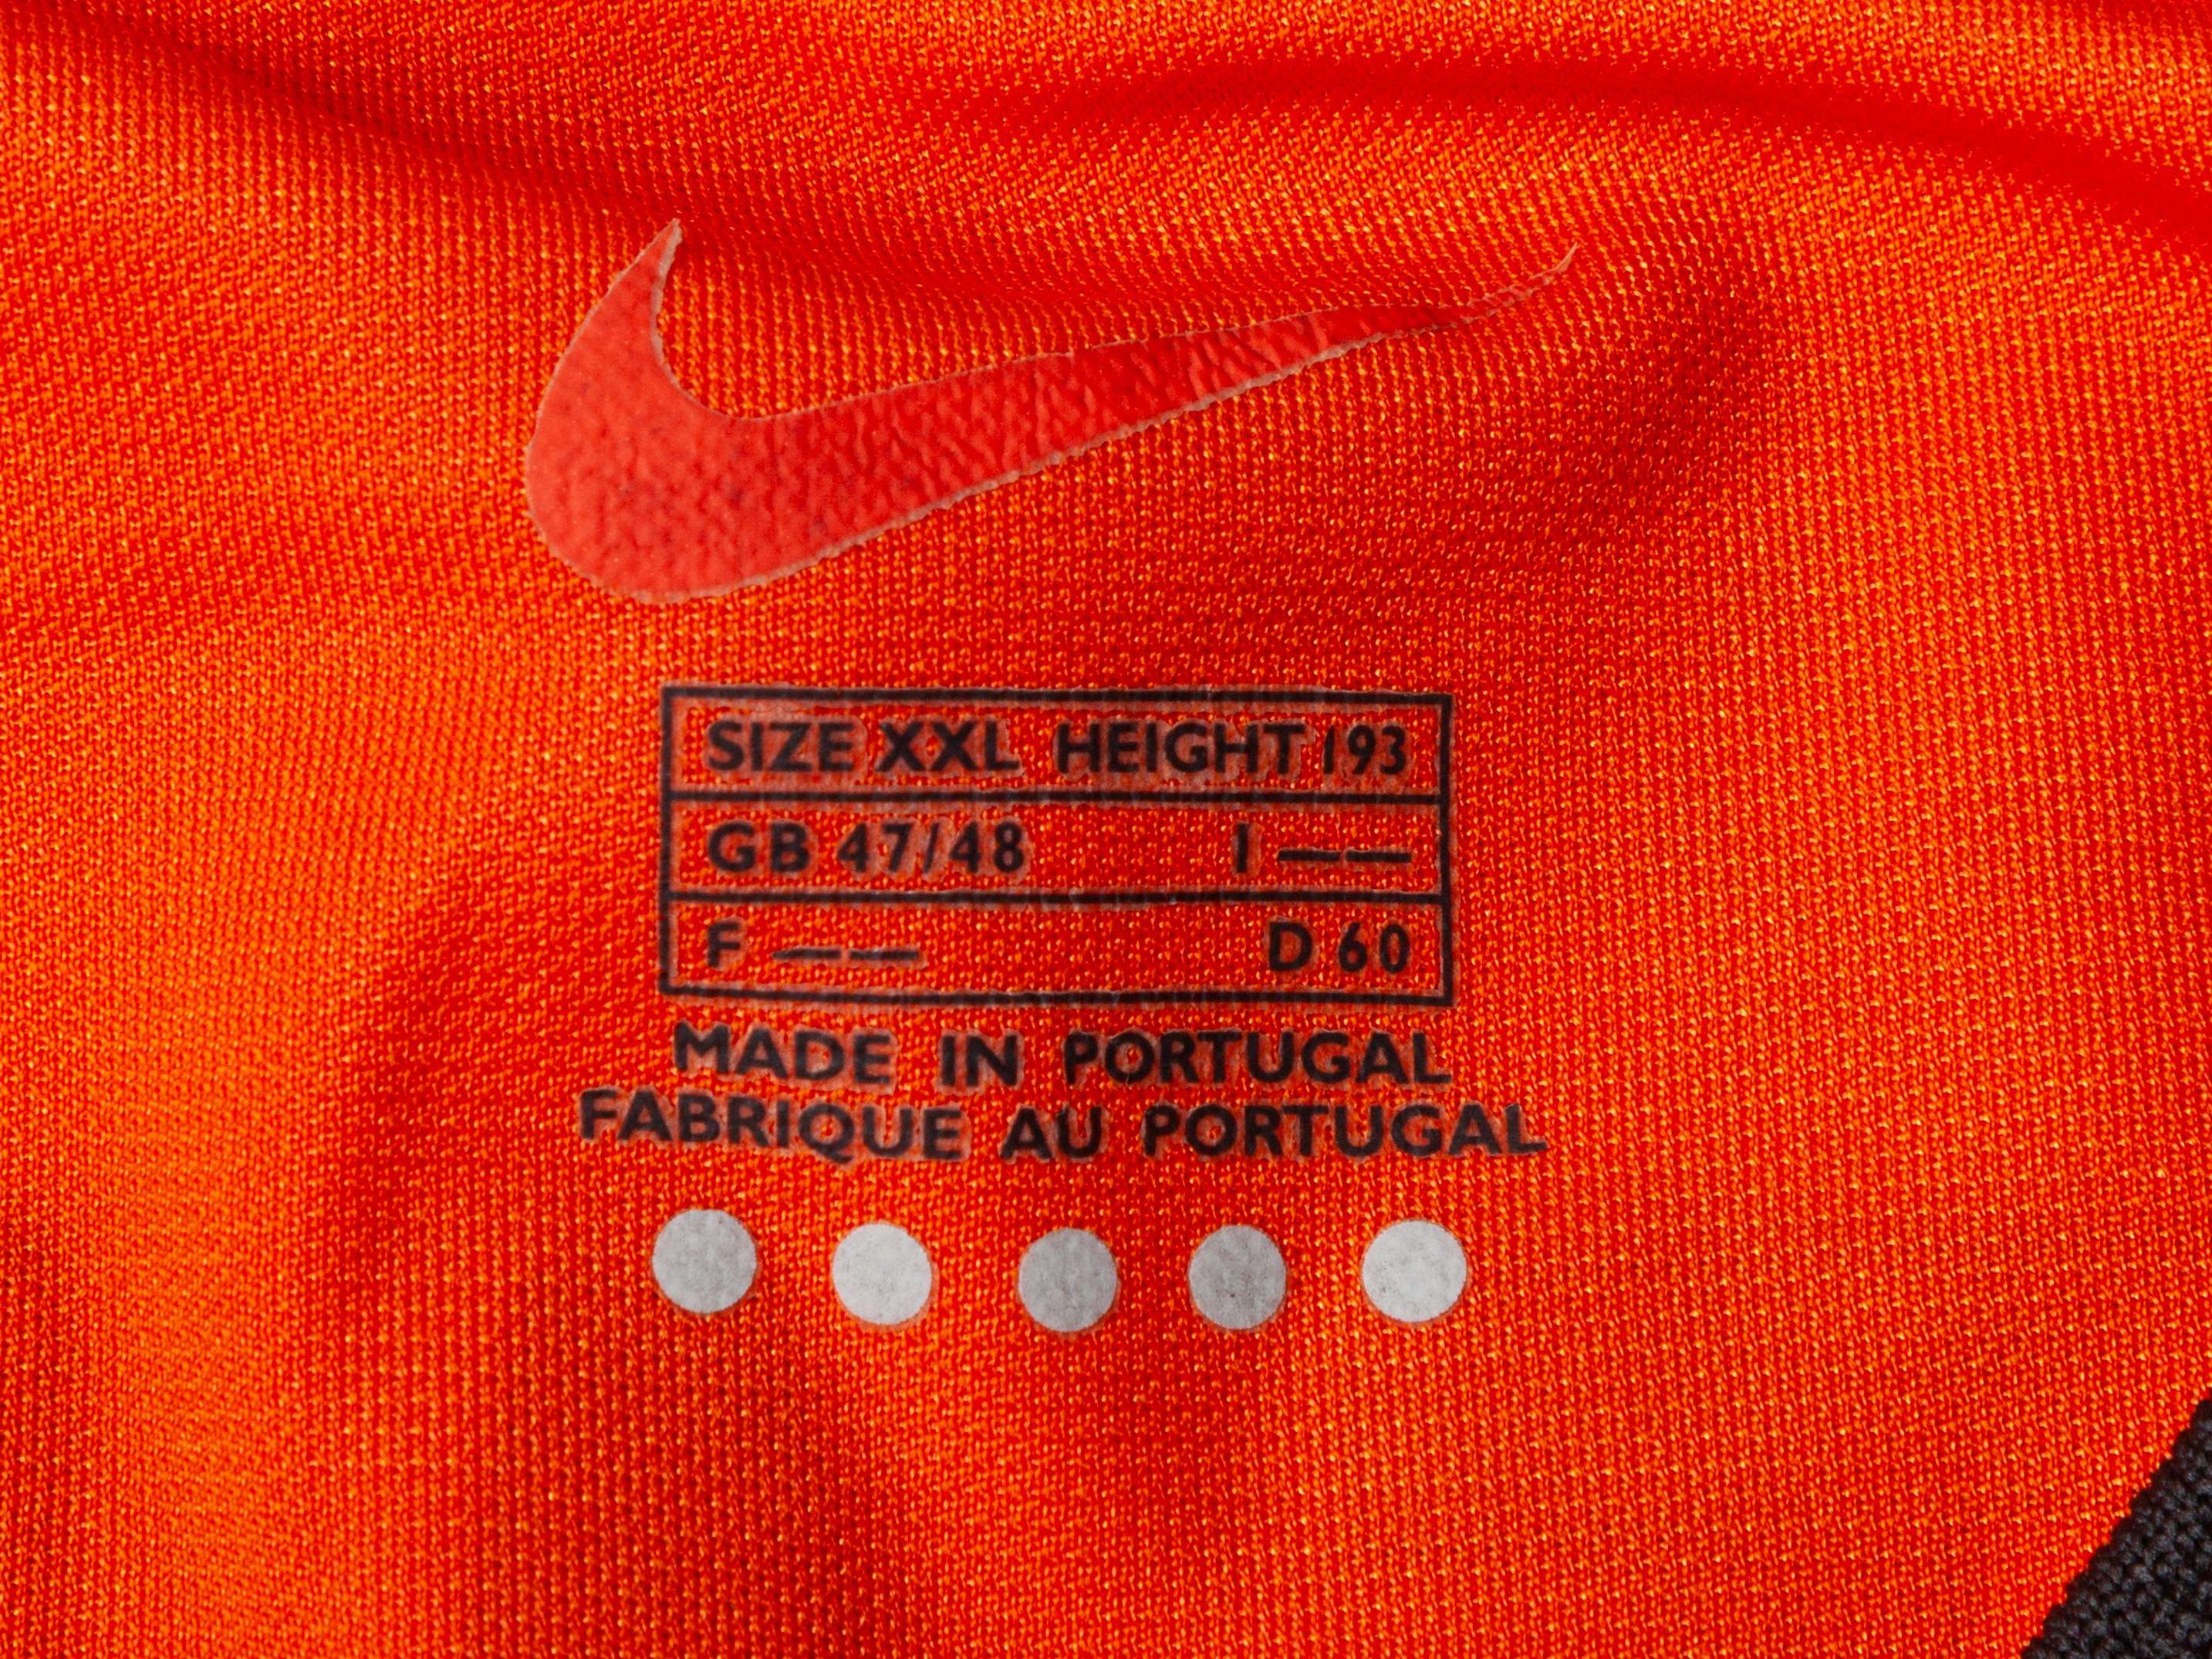 SIZE XXL HEIGHT 193
GB 47/48 I ——
F —— D 60
MADE IN PORTUGAL
FABRIQUE AU PORTUGAL